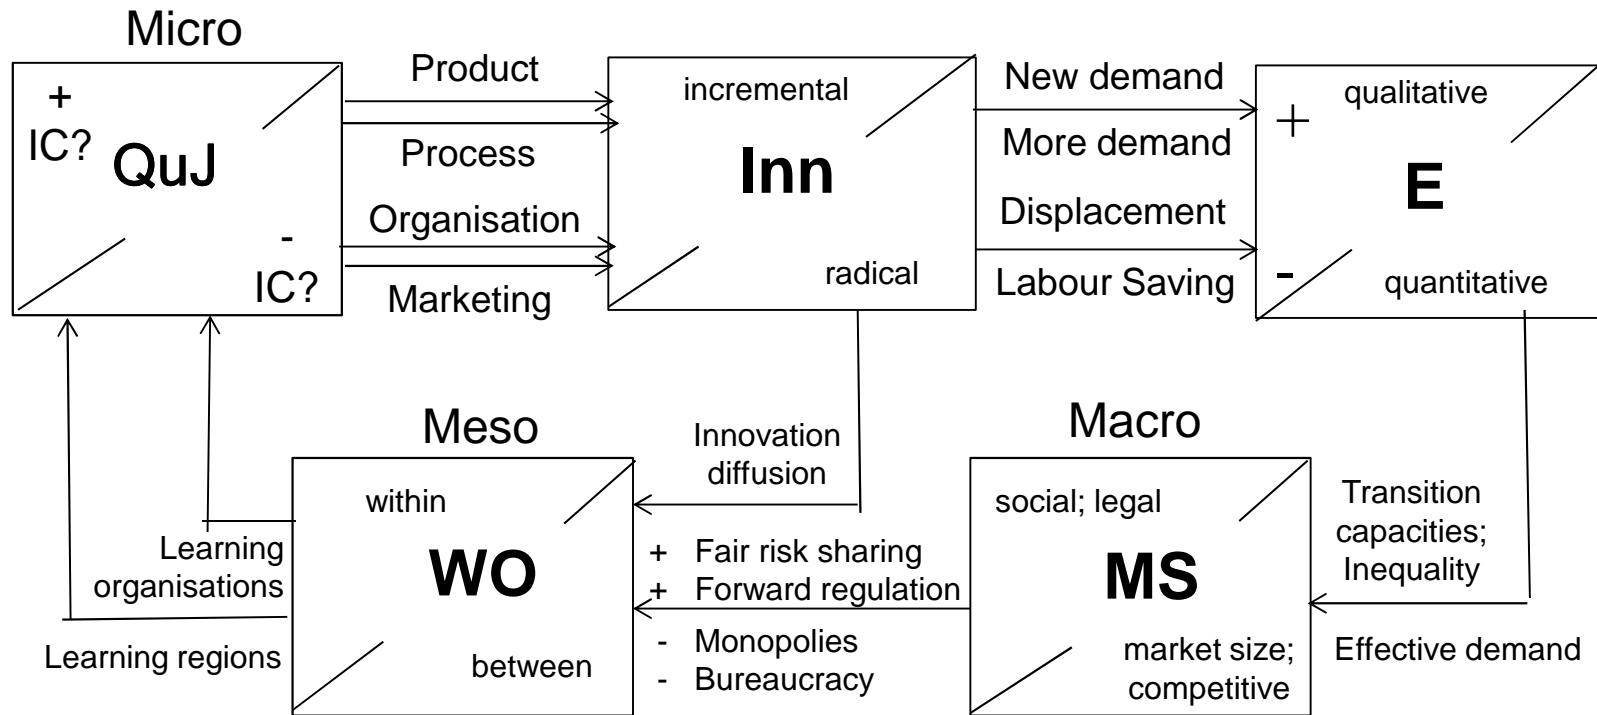 Micro
+
IC?
QuJ
-
IC?
Product
Process
Organisation
Marketing
incremental
Inn
radical
New demand
More demand
Displacement
Labour Saving
qualitative
+
E
-
quantitative
Meso
within
WO
between
Learning
organisations
Learning regions
Innovation
diffusion
+ Fair risk sharing
+ Forward regulation
- Monopolies
- Bureaucracy
Macro
social; legal
MS
market size;
competitive
Transition
capacities;
Inequality
Effective demand